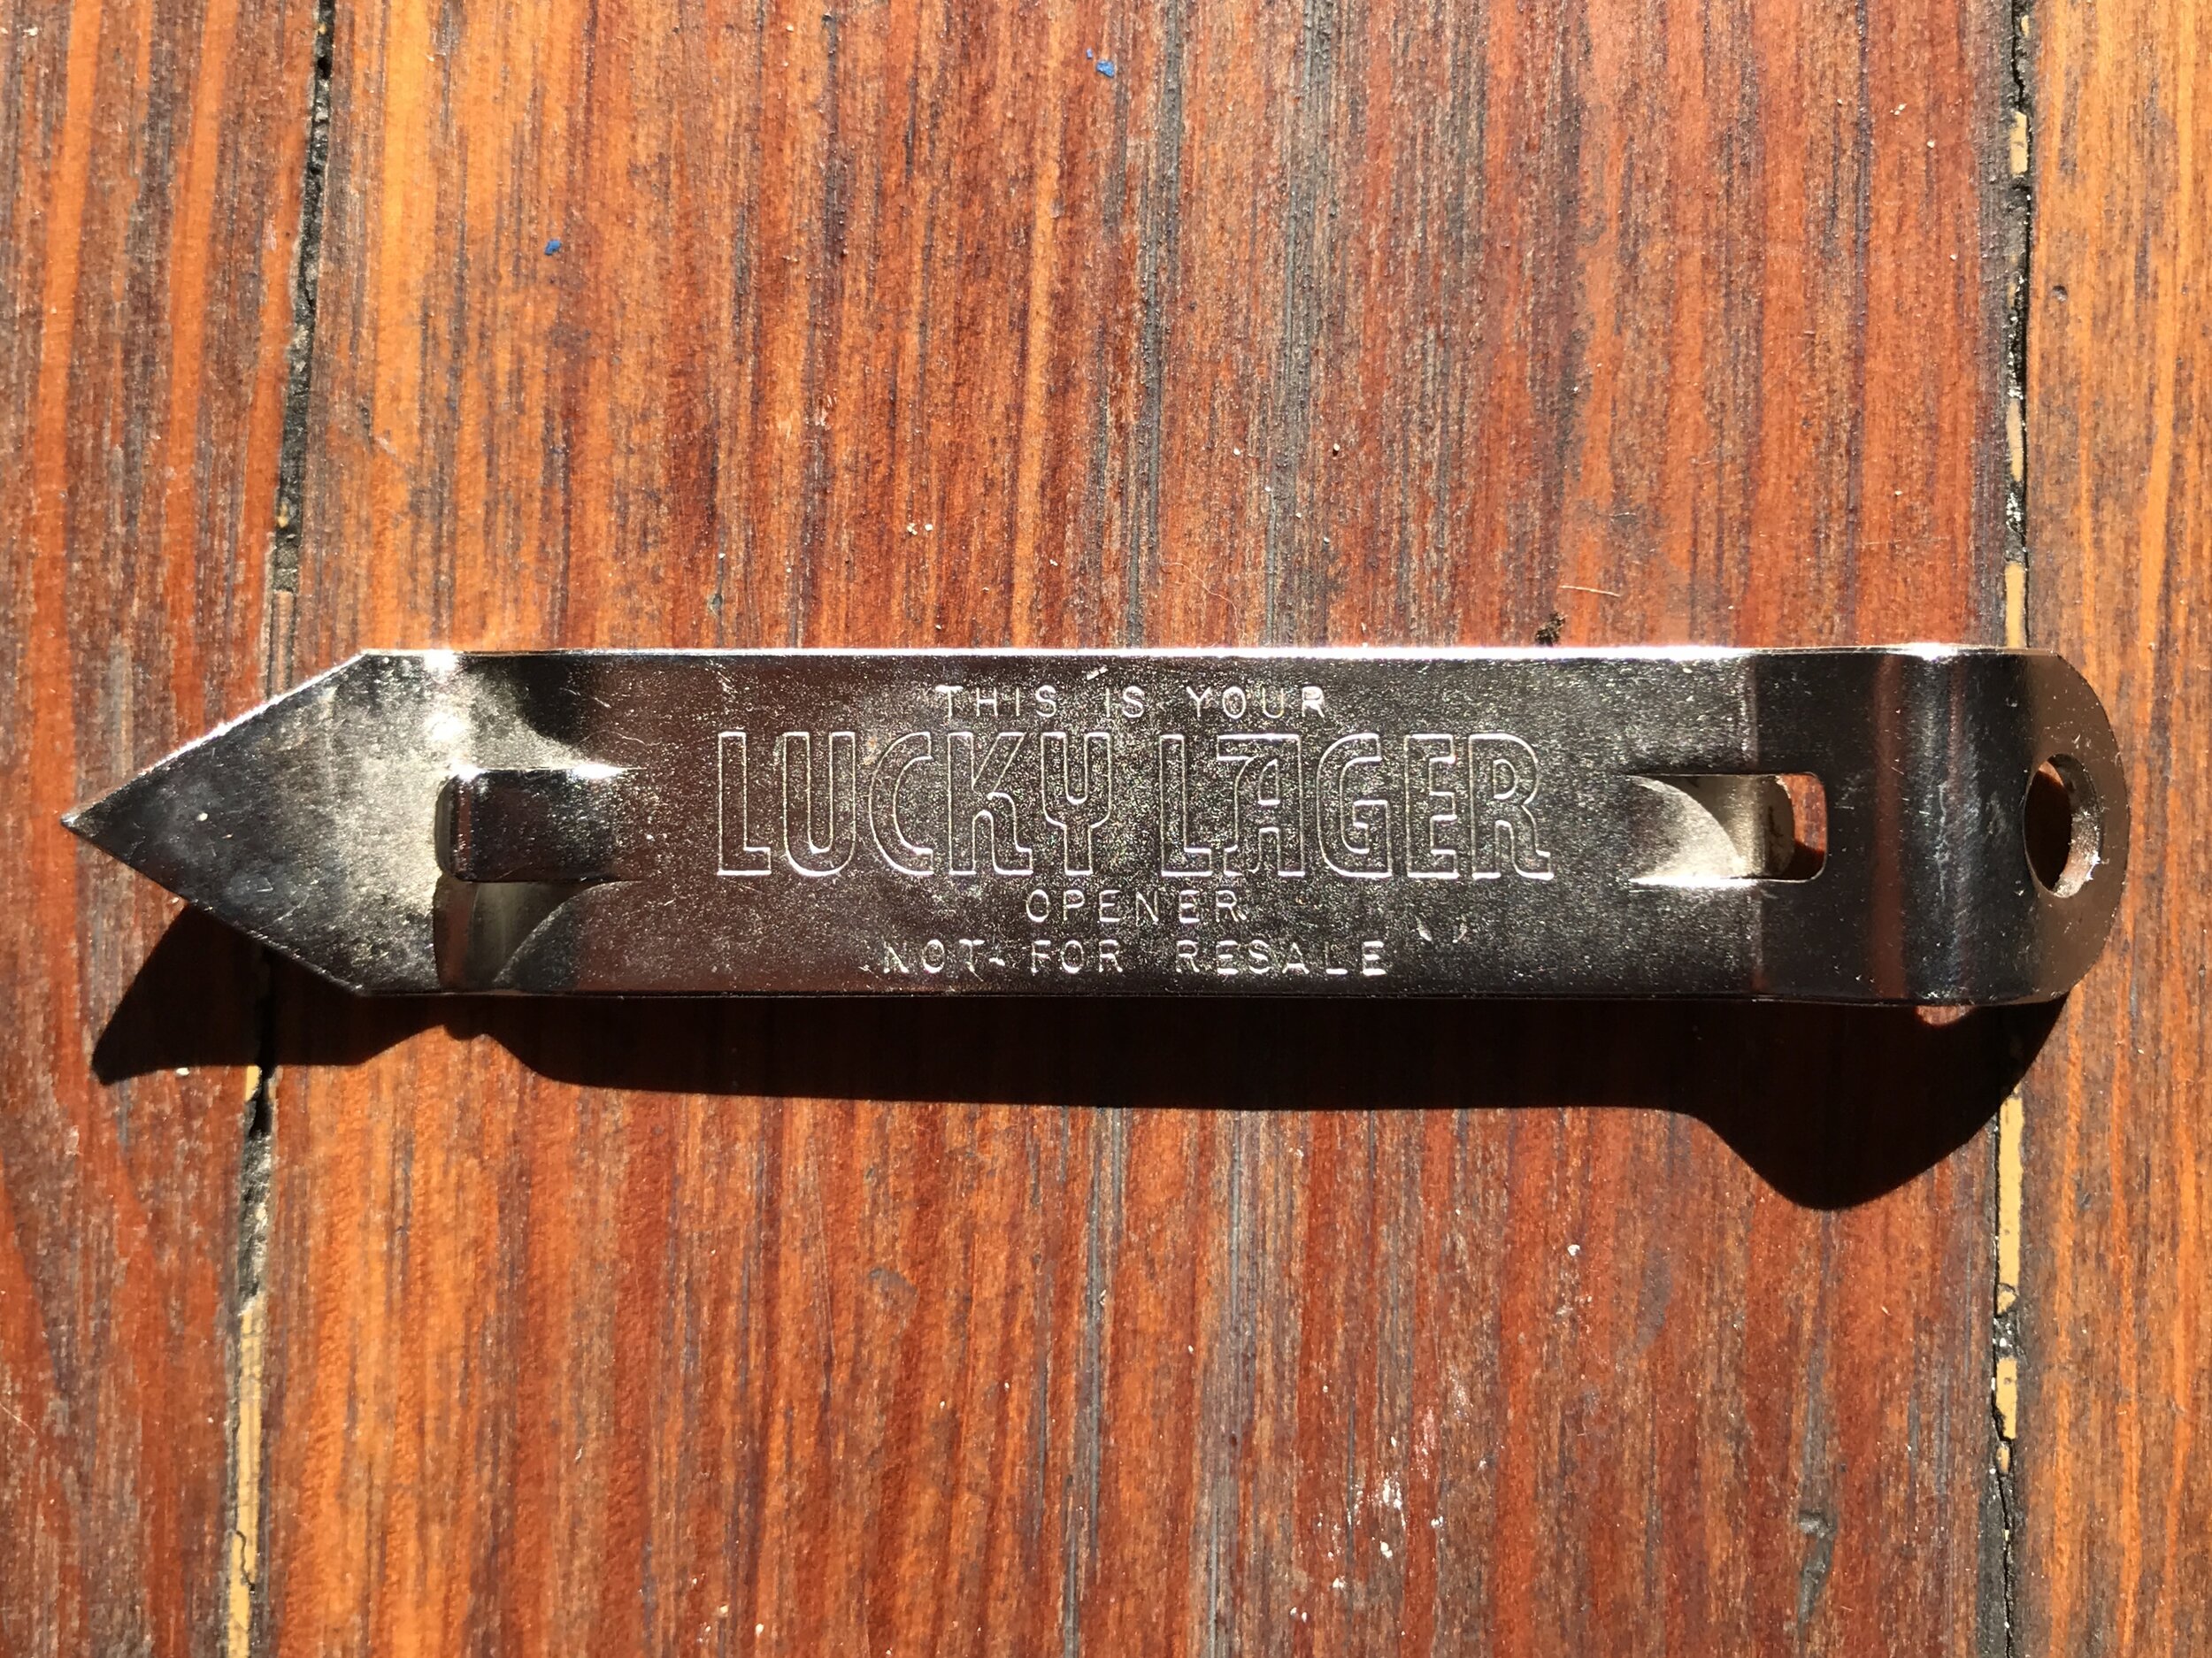 THIS IS YOUR
LUCKY LAGER
OPENER
NOT-FOR RESALE